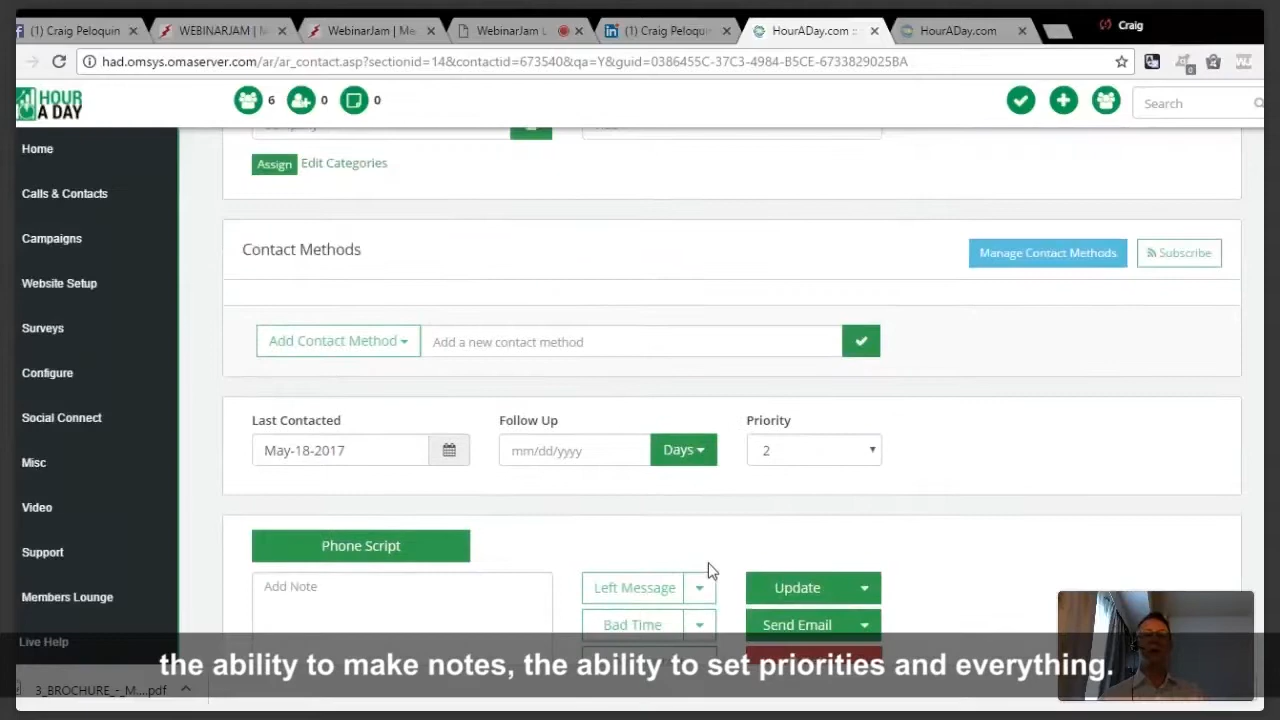 (1) Craig Peloquin
WEBINARJAM | M
WebinarJam | Ma
WebinarJam L
(1) Craig Peloqui
HourADay.com ::
HourADay.com
Craig
had.omsys.omaserver.com/ar/ar_contact.asp?sectionid=14&contactid=673540&qa=Y&guid=0386455C-37C3-4984-B5CE-6733829025BA
HOUR
A DAY
6
0
0
Search
Home
Calls & Contacts
Campaigns
Website Setup
Surveys
Configure
Social Connect
Misc
Video
Support
Members Lounge
Live Help
Assign Edit Categories
Contact Methods
Manage Contact Methods
Subscribe
Add Contact Method
Add a new contact method
Last Contacted
Follow Up
Priority
May-18-2017
mm/dd/yyyy
Days
2
Phone Script
Add Note
Left Message
Update
Bad Time
Send Email
the ability to make notes, the ability to set priorities and everything.
3_BROCHURE_-_M....pdf